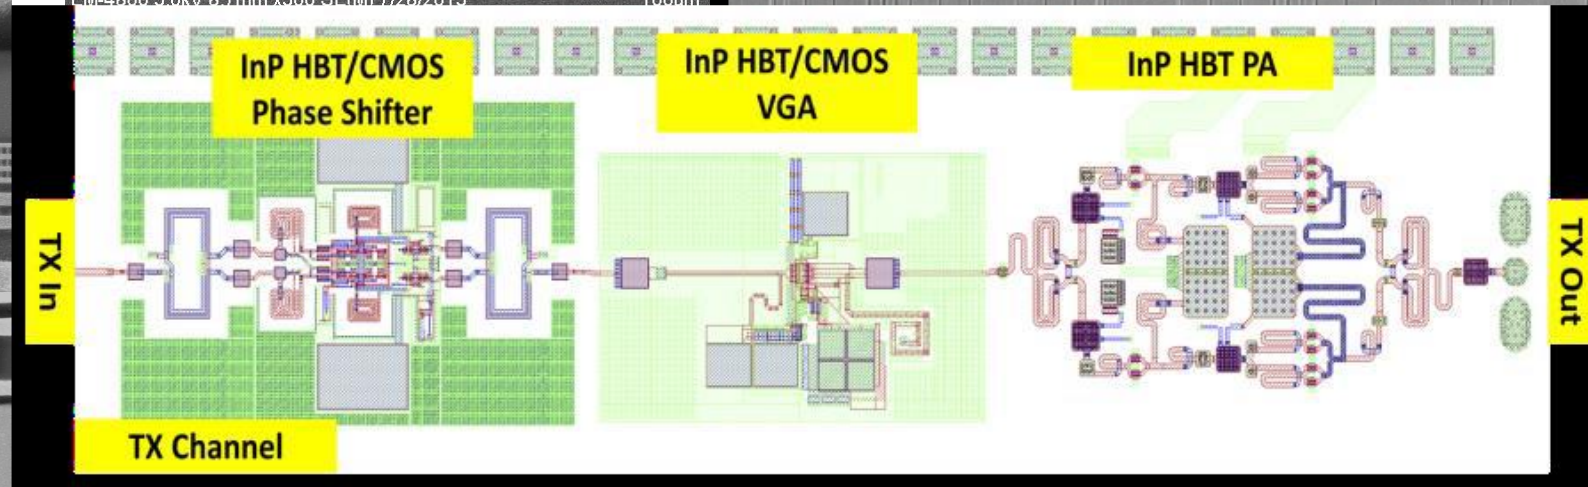 InP HBT/CMOS
Phase Shifter
InP HBT/CMOS
VGA
InP HBT PA
TX In
TX Out
TX Channel